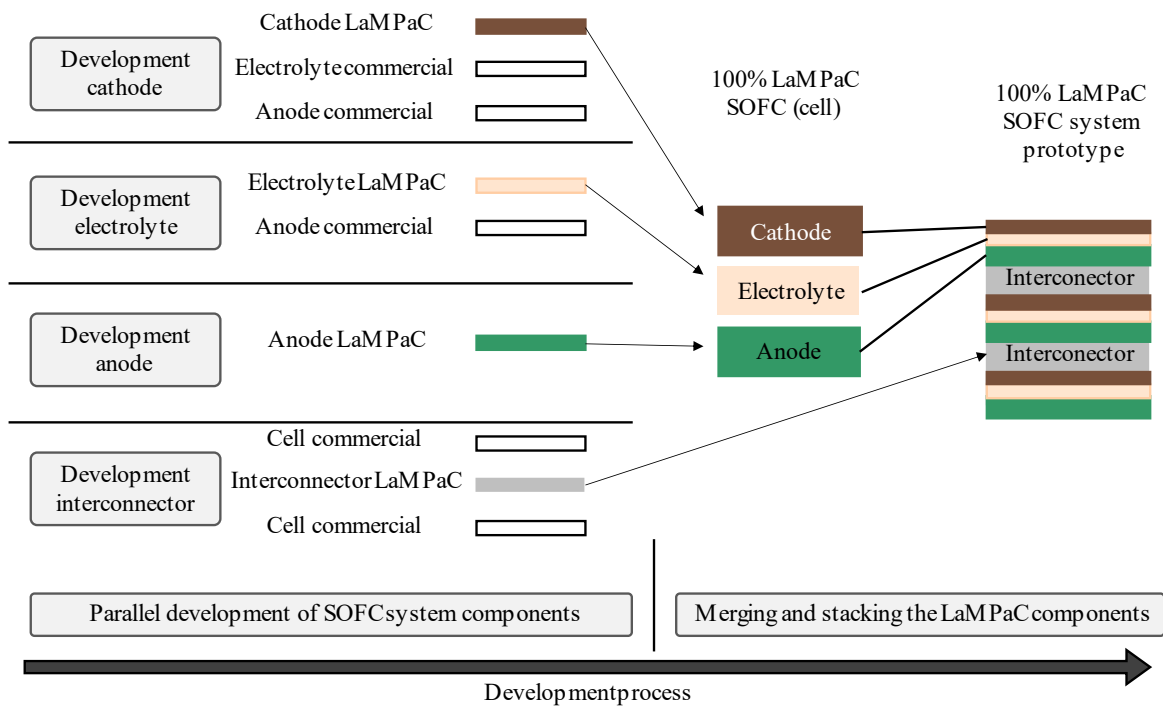 Cathode LaMPaC
Development
cathode
Electrolyte commercial
Anode commercial
Electrolyte LaMPaC
Development
electrolyte
Anode commercial
Anode LaMPaC
Development
anode
Cell commercial
Development
interconnector
Interconnector LaMPaC
Cell commercial
100% LaMPaC
SOFC (cell)
Cathode
Electrolyte
Anode
100% LaMPaC
SOFC system
prototype
Interconector
Interconector
Parallel development of SOFC system components
Merging and stacking the LaMPaC components
Development process